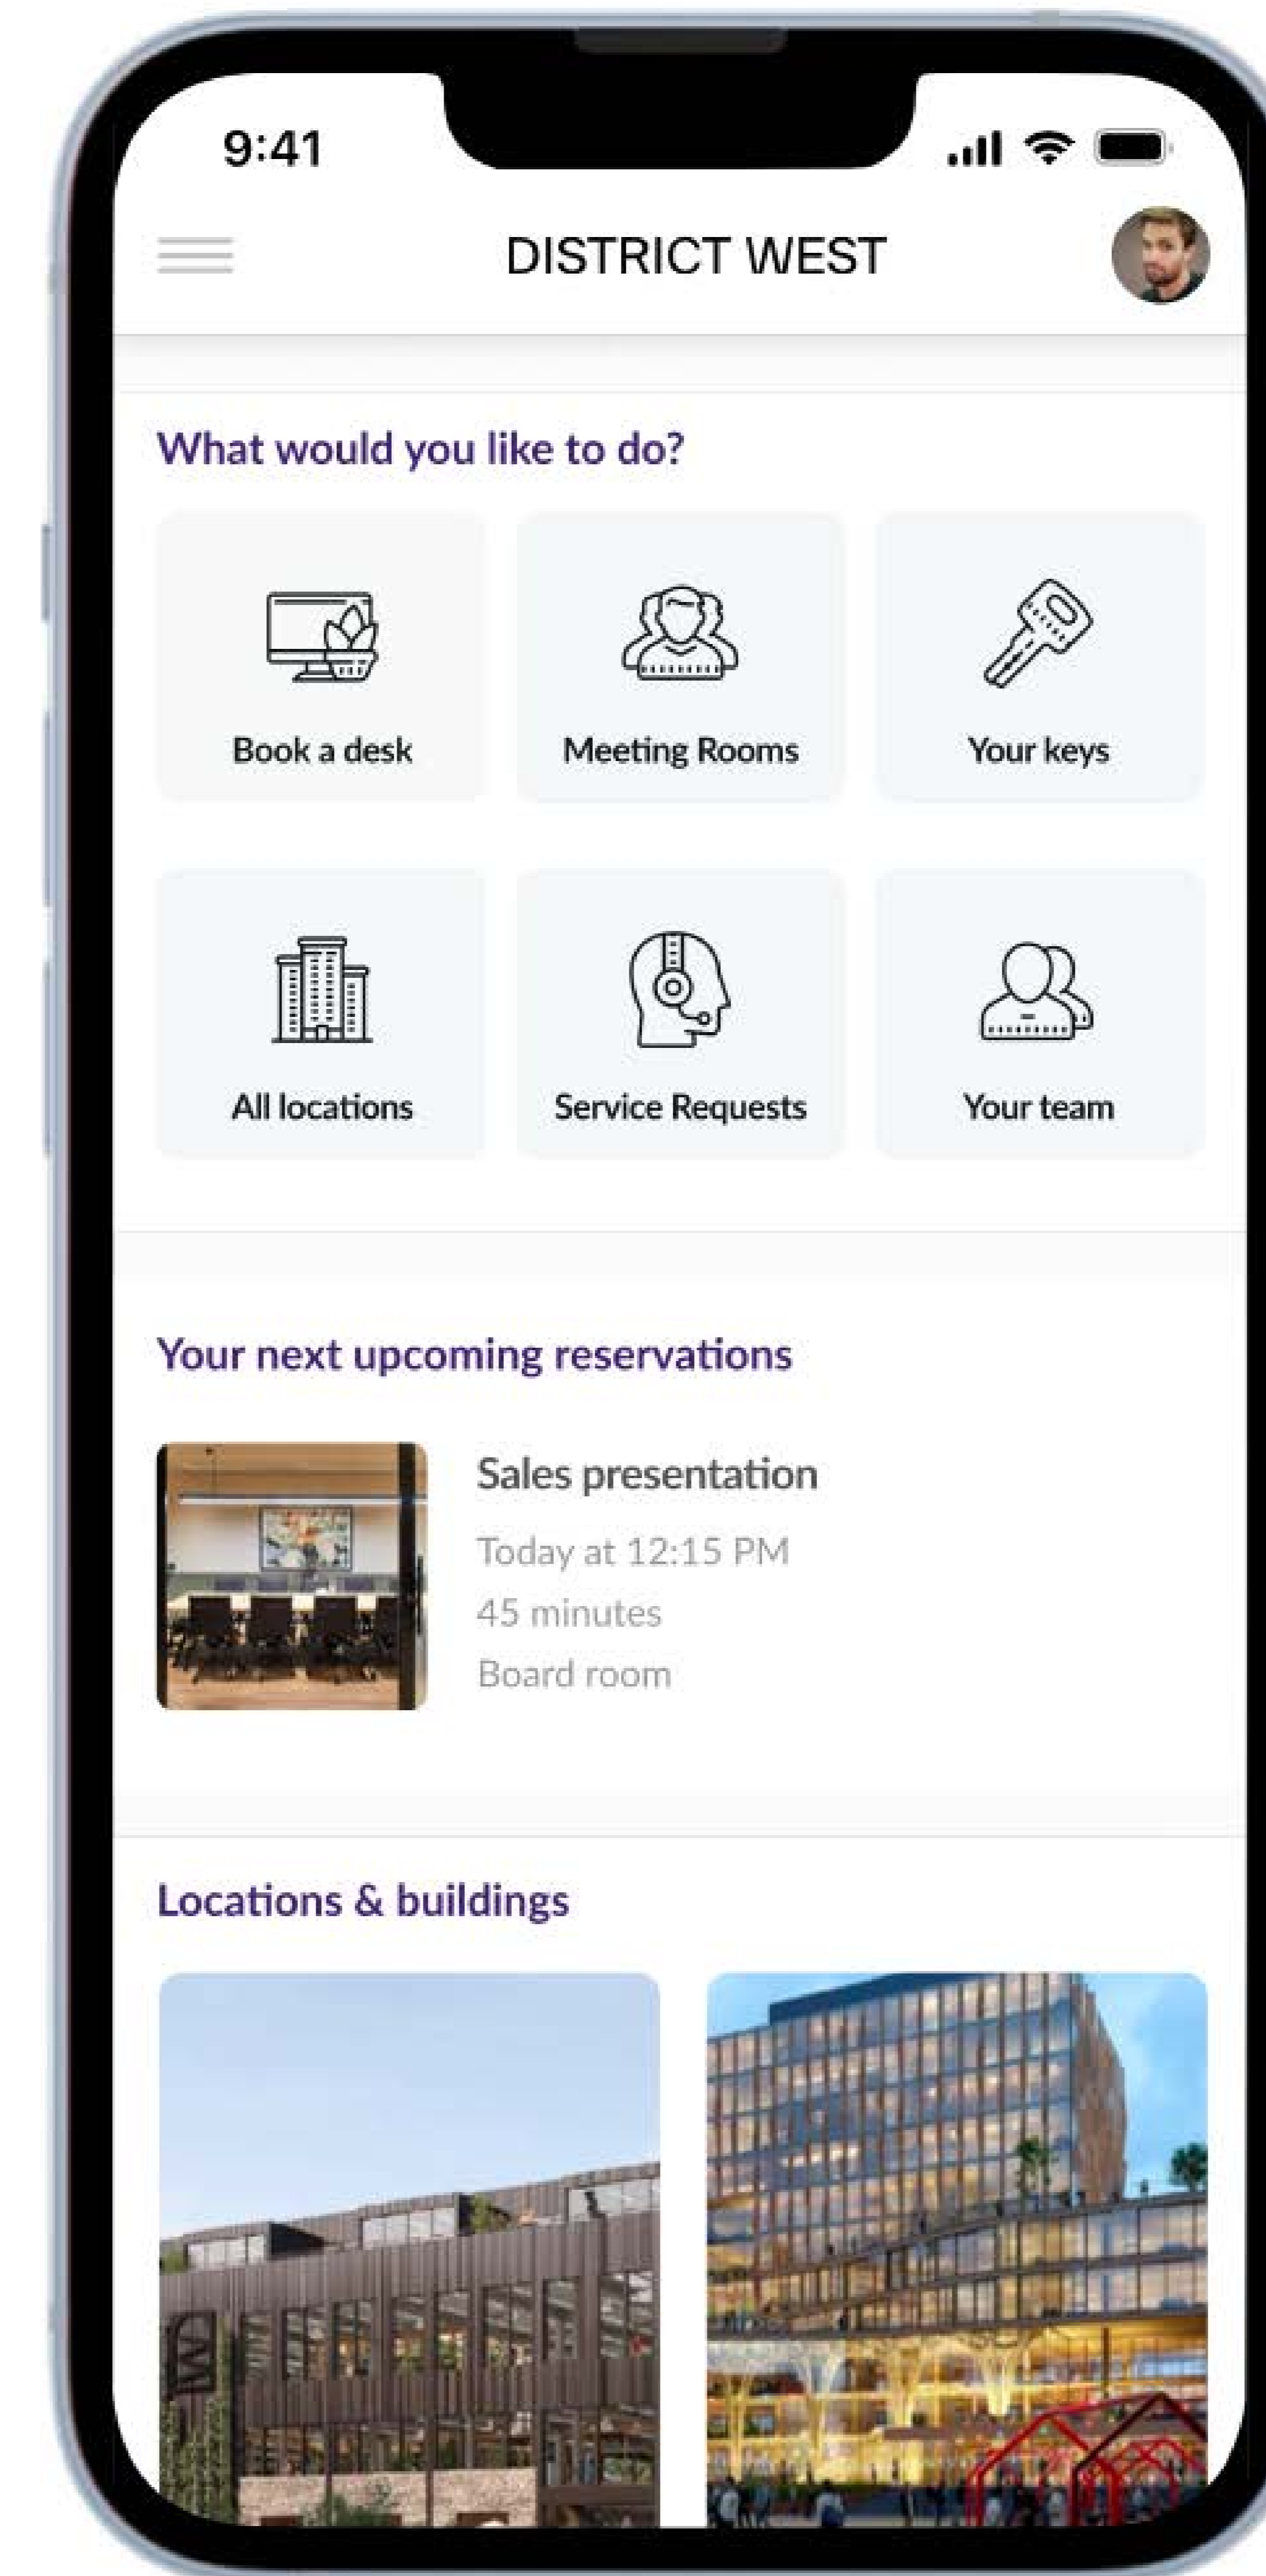 9:41
DISTRICT WEST
What would you like to do?
Book a desk
Meeting Rooms
Your keys
All locations
Service Requests
Your team
Your next upcoming reservations
Sales presentation
Today at 12:15 PM
45 minutes
Board room
Locations & buildings